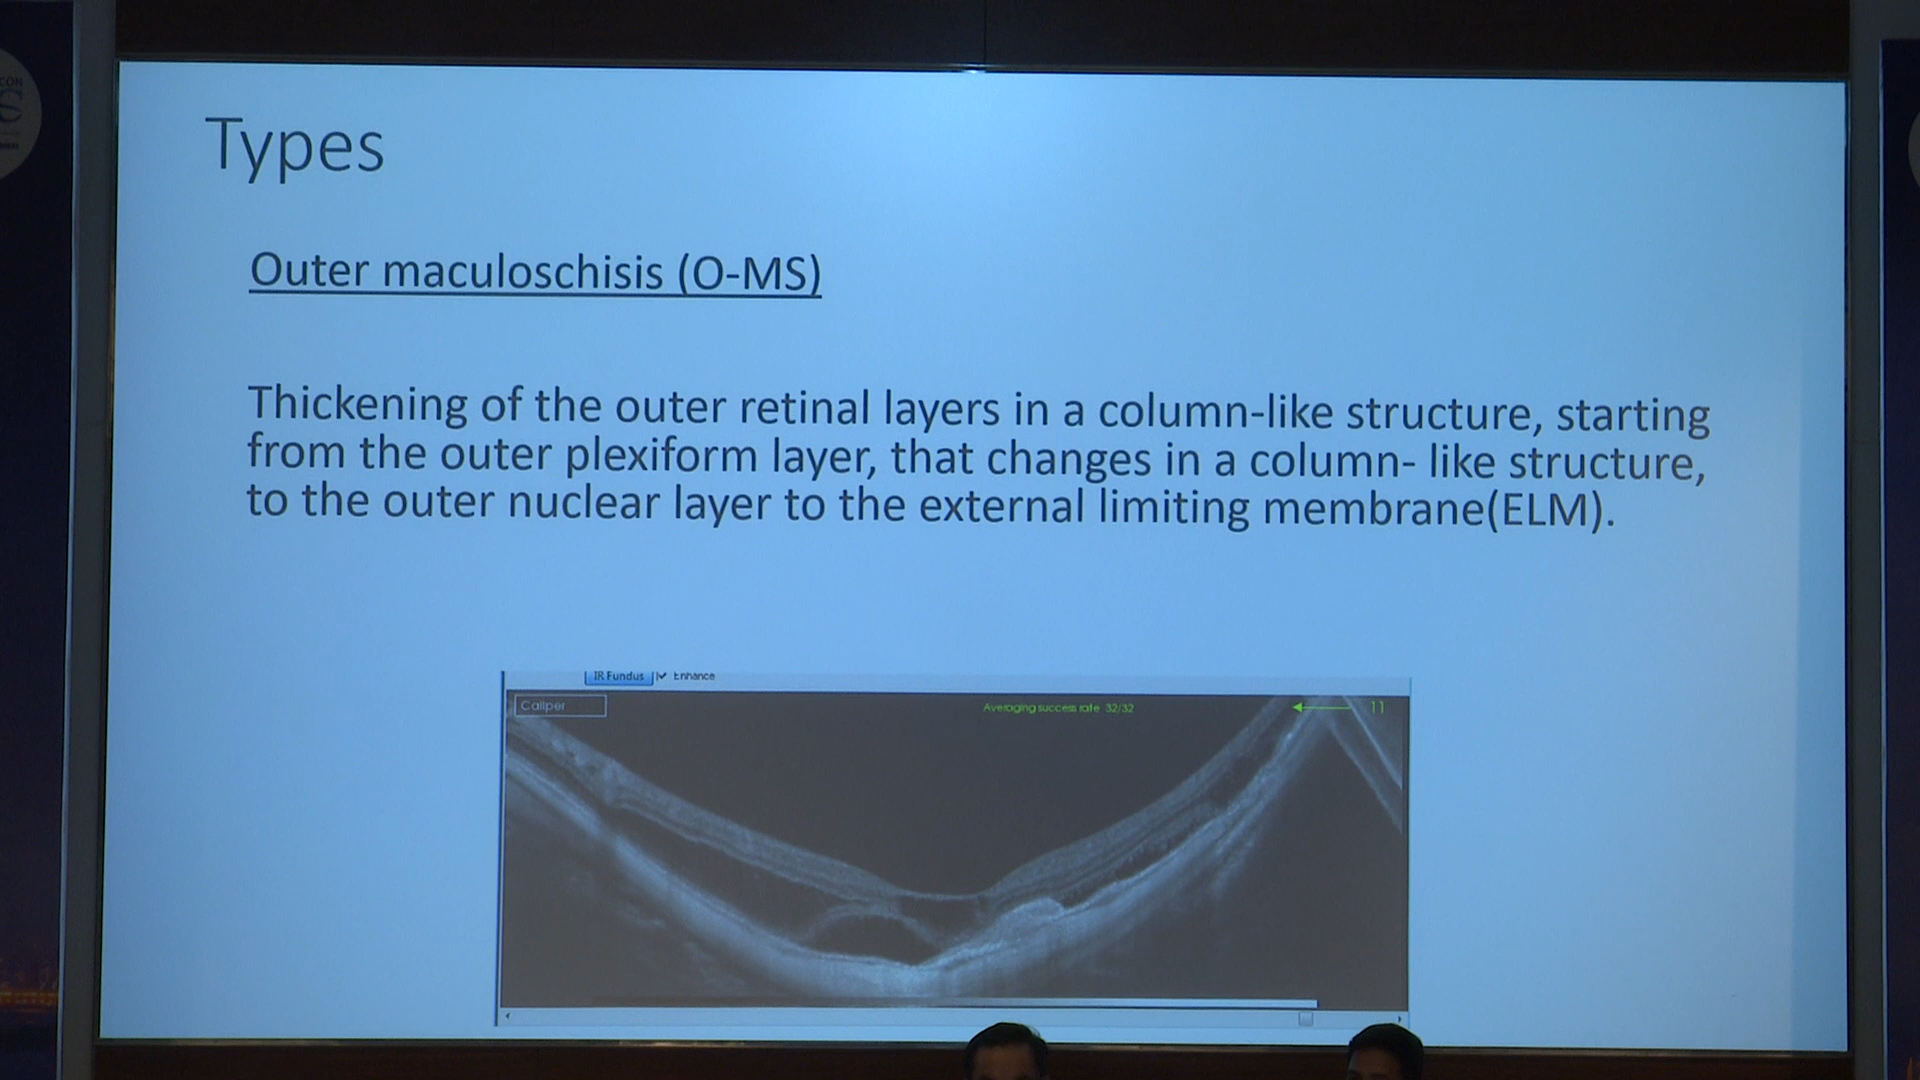 CON
Types
Outer maculoschisis (O-MS)
Thickening of the outer retinal layers in a column-like structure, starting
from the outer plexiform layer, that changes in a column- like structure,
to the outer nuclear layer to the external limiting membrane(ELM).
IR Fundus Enhance
Caliper
Averaging success rate 32/32
11